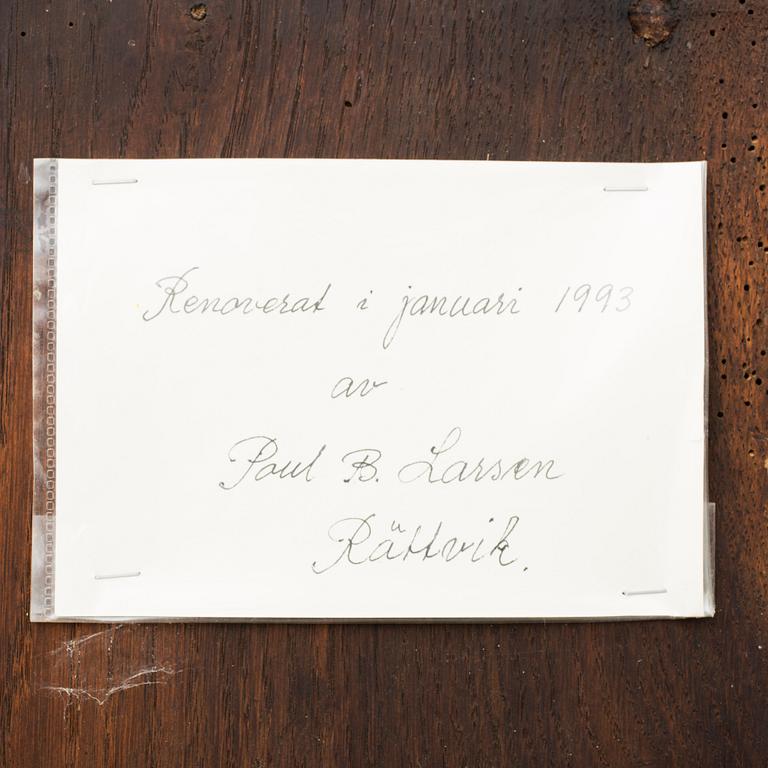 Renoverat i januari 1993
av
Poul B. Larsen
Rättvik.